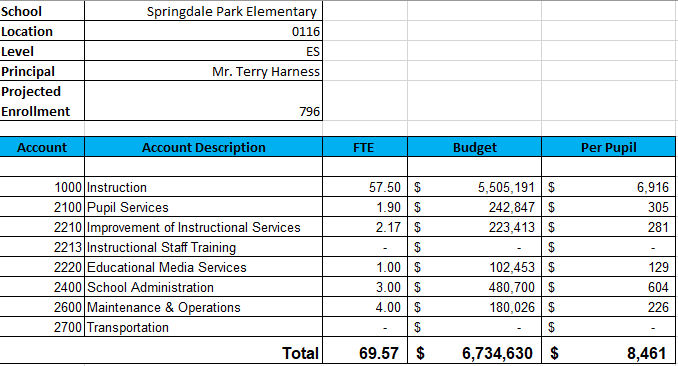 School Springdale Park Elementary
Location 0116
Level ES
Principal Mr. Terry Harness
Projected
Enrollment 796
Account Account Description FTE Budget Per Pupil
1000 Instruction 57.50 $ 5,505,191 $ 6,916
2100 Pupil Services 1.90 $ 242,847 $ 305
2210 Improvement of Instructional Services 2.17 $ 223,413 $ 281
2213 Instructional Staff Training - $ - $ -
2220 Educational Media Services 1.00 $ 102,453 $ 129
2400 School Administration 3.00 $ 480,700 $ 604
2600 Maintenance & Operations 4.00 $ 180,026 $ 226
2700 Transportation - $ - $ -
Total 69.57 $ 6,734,630 $ 8,461